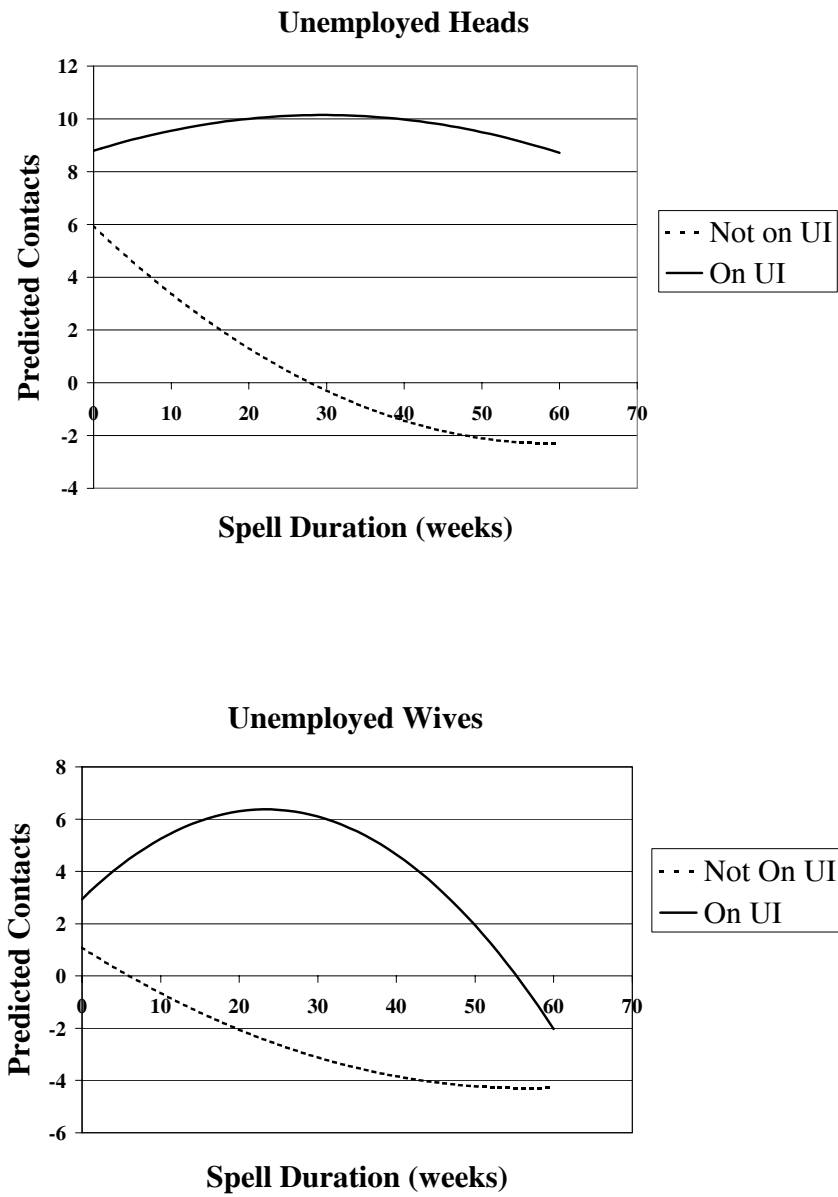 Unemployed Heads
12
10
8
6
4
2
0
-2
-4
0 10 20 30 40 50 60 70
Predicted Contacts
Spell Duration (weeks)
Not on UI
On UI
Unemployed Wives
8
6
4
2
0
-2
-4
-6
0 10 20 30 40 50 60 70
Predicted Contacts
Spell Duration (weeks)
Not On UI
On UI